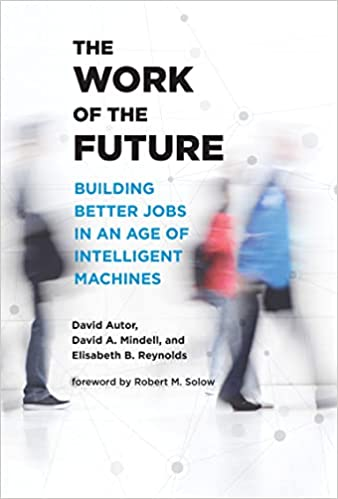 THE
WORK
OF THE
FUTURE
BUILDING
BETTER JOBS
IN AN AGE OF
INTELLIGENT
MACHINES
David Autor,
David A. Mindell, and
Elisabeth B. Reynolds
foreword by Robert M. Solow